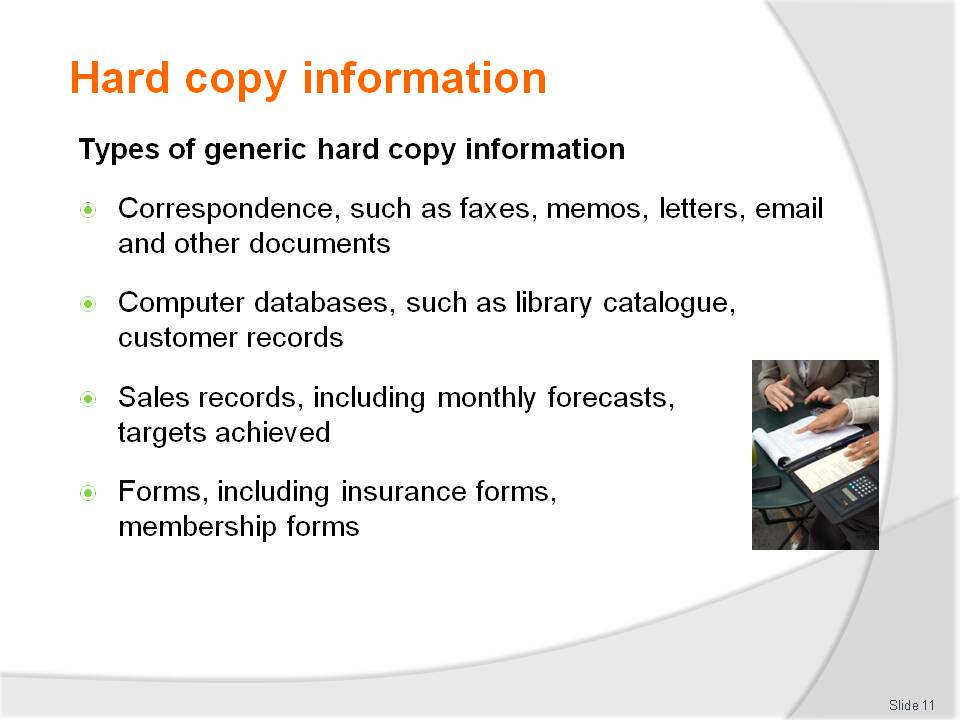 Hard copy information
Types of generic hard copy information
Correspondence, such as faxes, memos, letters, email
and other documents
Computer databases, such as library catalogue,
customer records
Sales records, including monthly forecasts,
targets achieved
Forms, including insurance forms,
membership forms
Slide 11